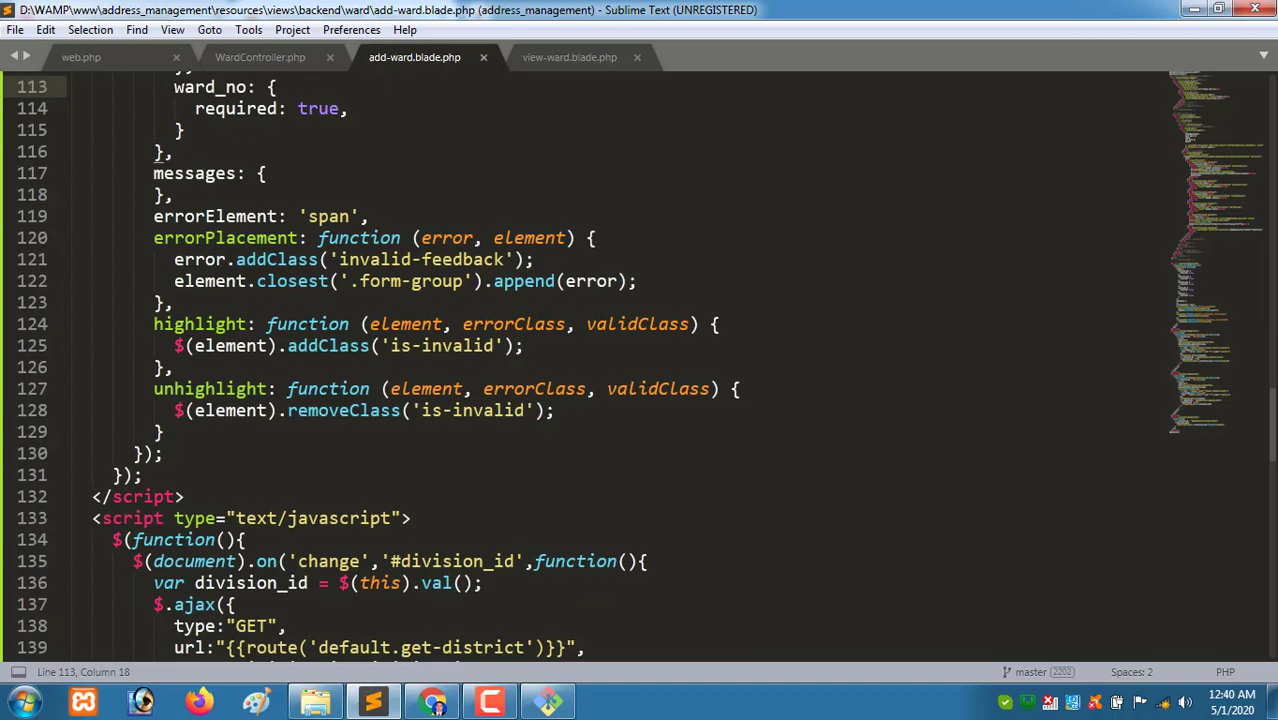 D:\WAMP\www\address_management\resources\views\backend\ward\add-ward.blade.php (address_management) - Sublime Text (UNREGISTERED)
File Edit Selection Find View Goto Tools Project Preferences Help
web.php WardController.php add-ward.blade.php view-ward.blade.php
113 ward_no: {
114 required: true,
115 }
116 },
117 messages: {
118 },
119 errorElement: 'span',
120 errorPlacement: function (error, element) {
121 error.addClass('invalid-feedback');
122 element.closest('.form-group').append(error);
123 },
124 highlight: function (element, errorClass, validClass) {
125 $(element).addClass('is-invalid');
126 },
127 unhighlight: function (element, errorClass, validClass) {
128 $(element).removeClass('is-invalid');
129 }
130 });
131 });
132 </script>
133 <script type="text/javascript">
134 $(function(){
135 $(document).on('change','#division_id',function(){
136 var division_id = $(this).val();
137 $.ajax({
138 type:"GET",
139 url:"{{route('default.get-district')}}",
Line 113, Column 18 master 2202 Spaces: 2 PHP
12:40 AM
5/1/2020